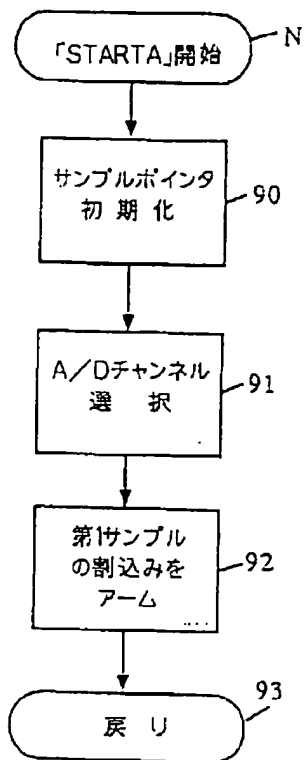 「STARTA」開始
N
サンプルポインタ
初期化
90
A/Dチャンネル
選択
91
第1サンプル
の割込みを
アーム
92
戻り
93